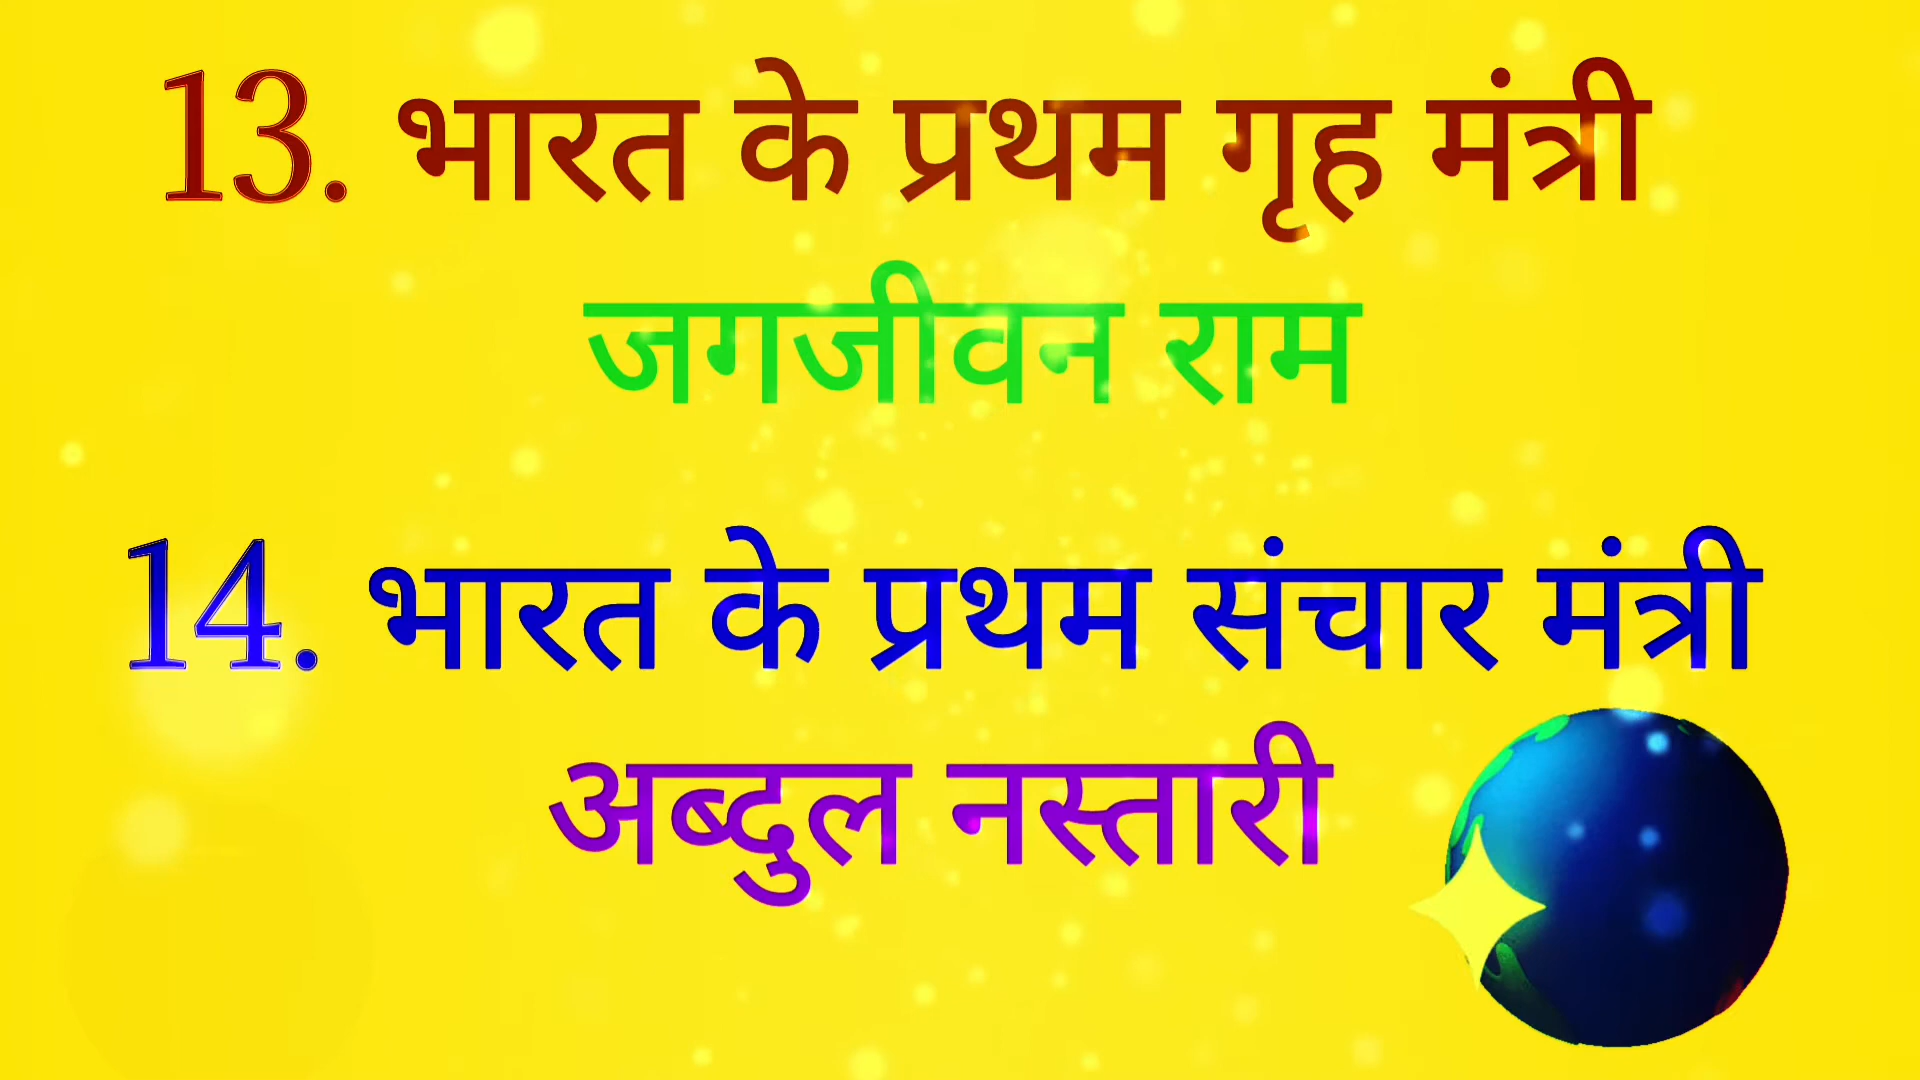 13. भारत के प्रथम गृह मंत्री
जगजीवन राम
14. भारत के प्रथम संचार मंत्री
अब्दुल नस्तारी